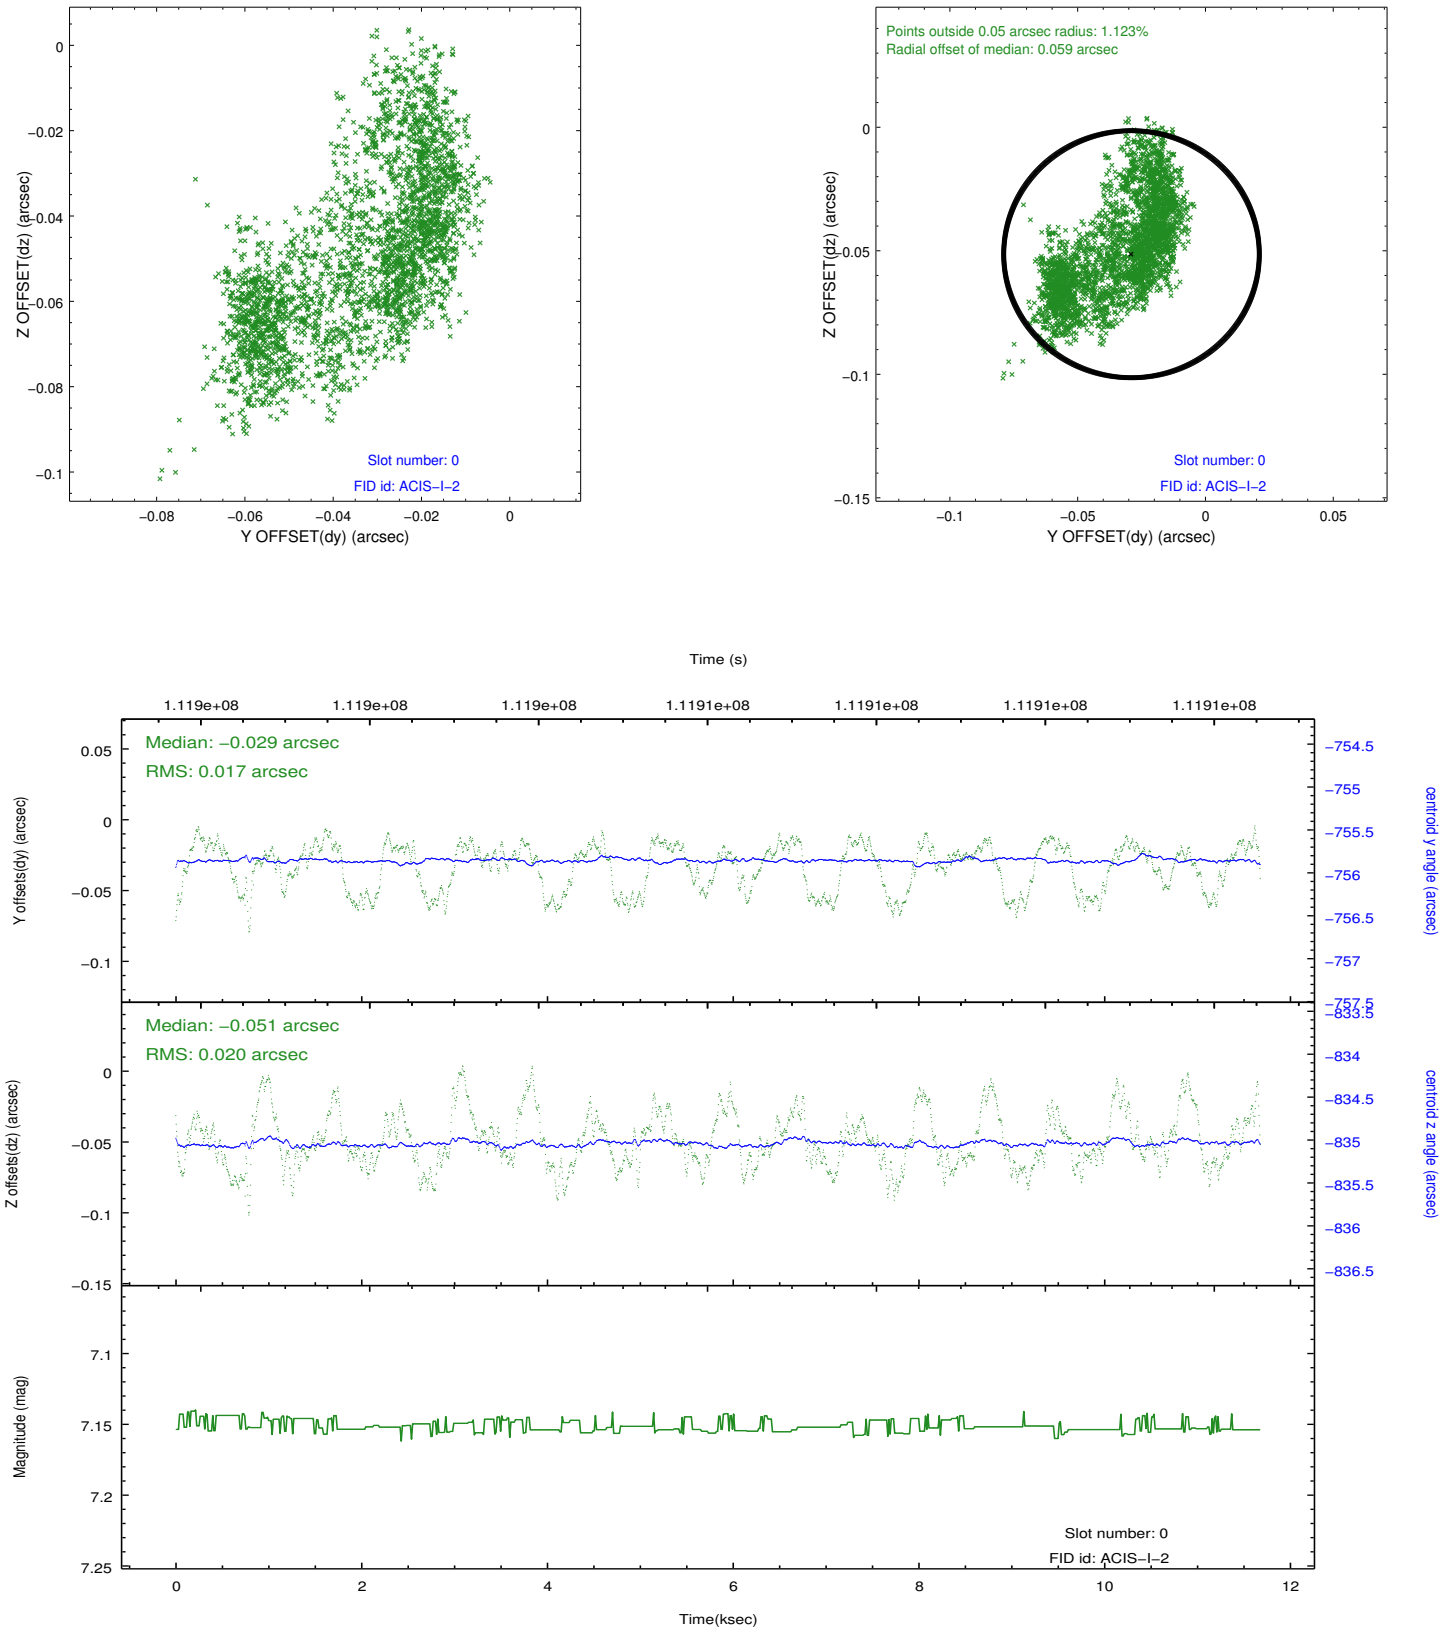 0
−0.02
−0.04
−0.06
−0.08
−0.1
Z OFFSET(dz) (arcsec)
Slot number: 0
FID id: ACIS−I−2
−0.08 −0.06 −0.04 −0.02 0
Y OFFSET(dy) (arcsec)
Points outside 0.05 arcsec radius: 1.123%
Radial offset of median: 0.059 arcsec
0
−0.05
−0.1
−0.15
Z OFFSET(dz) (arcsec)
Slot number: 0
FID id: ACIS−I−2
−0.1 −0.05 0 0.05
Y OFFSET(dy) (arcsec)
Time (s)
1.119e+08 1.119e+08 1.119e+08 1.1191e+08 1.1191e+08 1.1191e+08 1.1191e+08
Median: −0.029 arcsec
RMS: 0.017 arcsec
0.05
0
−0.05
−0.1
Y offsets(dy) (arcsec)
−754.5
−755
−755.5
−756
−756.5
−757
−757.5
centroid y angle (arcsec)
Median: −0.051 arcsec
RMS: 0.020 arcsec
0
−0.05
−0.1
−0.15
Z offsets(dz) (arcsec)
−833.5
−834
−834.5
−835
−835.5
−836
−836.5
centroid z angle (arcsec)
7.1
7.15
7.2
7.25
Magnitude (mag)
Slot number: 0
FID id: ACIS−I−2
0 2 4 6 8 10 12
Time(ksec)